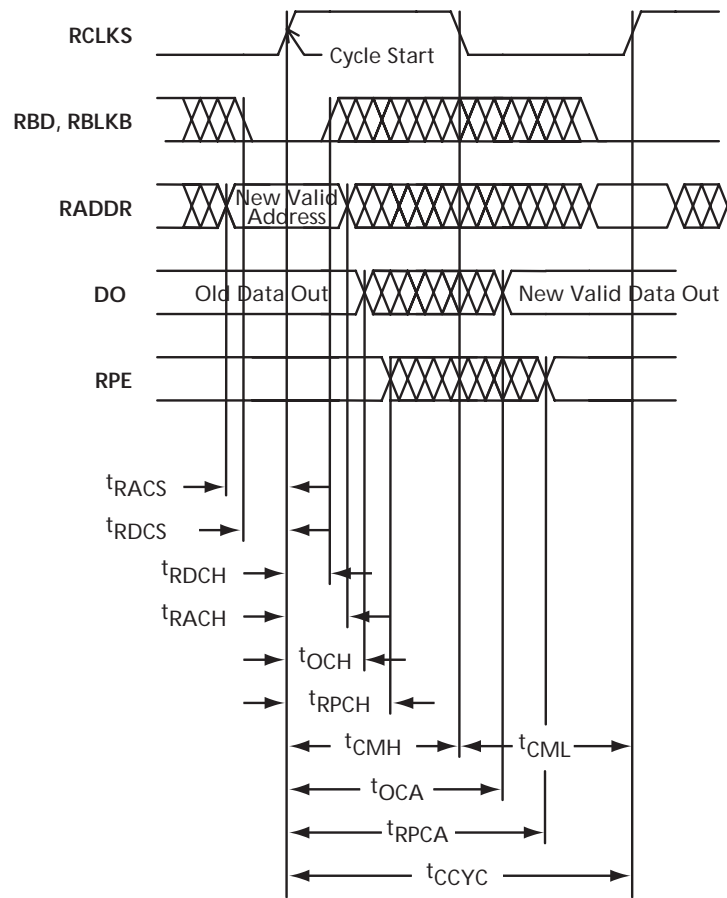 RCLKS
Cycle Start
RBD, RBLKB
RADDR
New Valid
Address
DO
Old Data Out
New Valid Data Out
RPE
tRACS
tRDCS
tRDCH
tRACH
tOCH
tRPCH
tCMH
tCML
tOCA
tRPCA
tCCYC